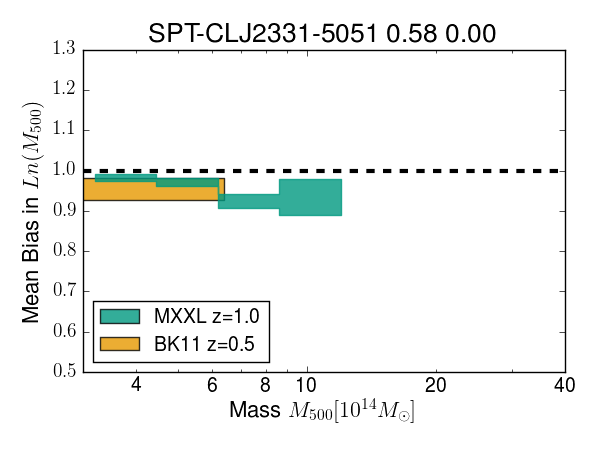 SPT-CLJ2331-5051 0.58 0.00
1.3
1.2
1.1
1.0
0.9
0.8
0.7
0.6
0.5
Mean Bias in Ln(M₅₀₀)
MXXL z=1.0
BK11 z=0.5
4 6 8 10 20 40
Mass M₅₀₀[10¹⁴M⊙]